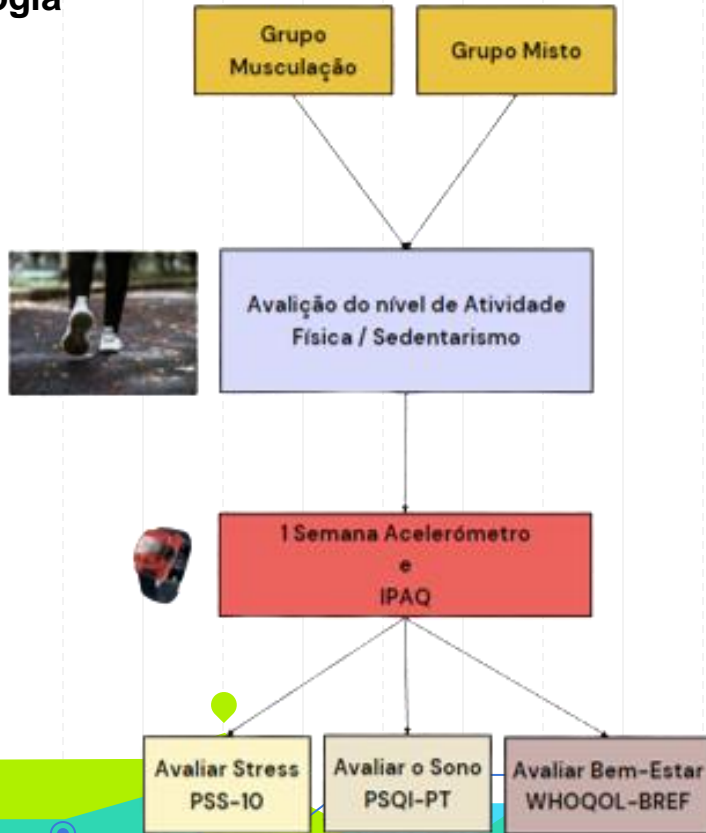 Grupo
Musculação
Grupo Misto
Avalição do nível de Atividade
Física / Sedentarismo
1 Semana Acelerómetro
e
IPAQ
Avaliar Stress
PSS-10
Avaliar o Sono
PSQI-PT
Avaliar Bem-Estar
WHOQOL-BREF